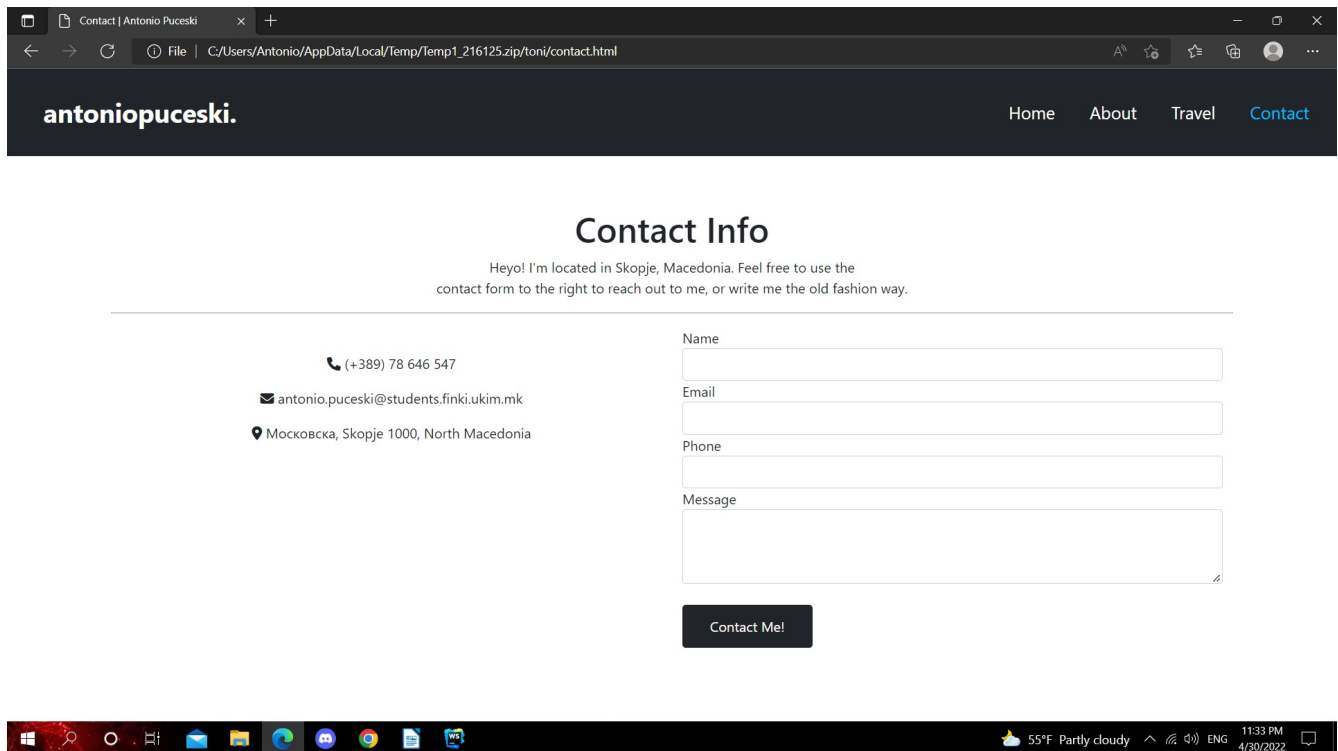 Contact | Antonio Puceski
File | C:/Users/Antonio/AppData/Local/Temp/Temp1_216125.zip/toni/contact.html
antoniopuceski.
Home About Travel Contact
Contact Info
Heyo! I'm located in Skopje, Macedonia. Feel free to use the
contact form to the right to reach out to me, or write me the old fashion way.
(+389) 78 646 547
antonio.puceski@students.finki.ukim.mk
Московска, Skopje 1000, North Macedonia
Name
Email
Phone
Message
Contact Me!
55°F Partly cloudy ENG 11:33 PM
4/30/2022